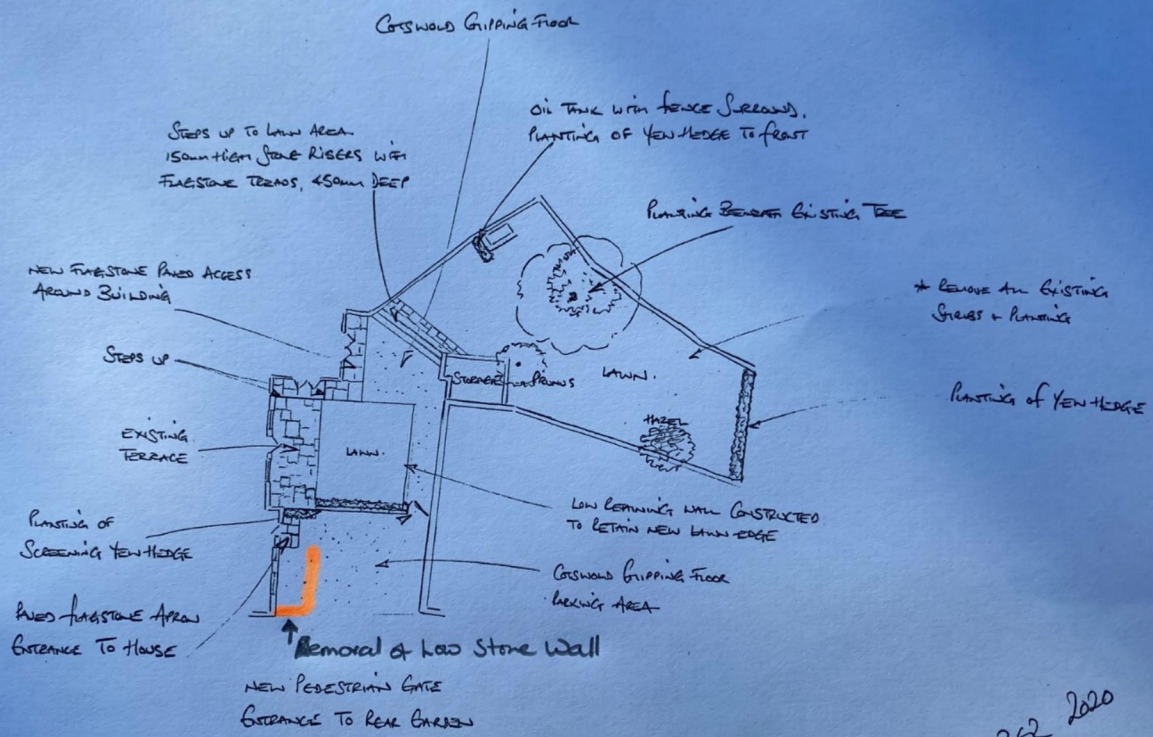 COTSWOLD CHIPPING FLOOR
OIL TANK WITH FENCE SURROUND,
PLANTING OF YEW HEDGE TO FRONT
STEPS UP TO LAWN AREA
150mm HIGH STONE RISERS WITH
FLAGSTONE TREADS, 450mm DEEP
PLANTING BENEATH EXISTING TREE
NEW FLAGSTONE PAVED ACCESS
AROUND BUILDING
* REMOVE ALL EXISTING
SHRUBS + PLANTING
STEPS UP
STORAGE
PRUNUS
LAWN.
PLANTING OF YEW HEDGE
HAZEL
EXISTING
TERRACE
LAWN.
LOW RETAINING WALL CONSTRUCTED
TO RETAIN NEW LAWN EDGE
PLANTING OF
SCREENING YEW HEDGE
COTSWOLD CHIPPING FLOOR
PARKING AREA
PAVED FLAGSTONE APRON
ENTRANCE TO HOUSE
Removal of Low Stone Wall
NEW PEDESTRIAN GATE
ENTRANCE TO REAR GARDEN
2020